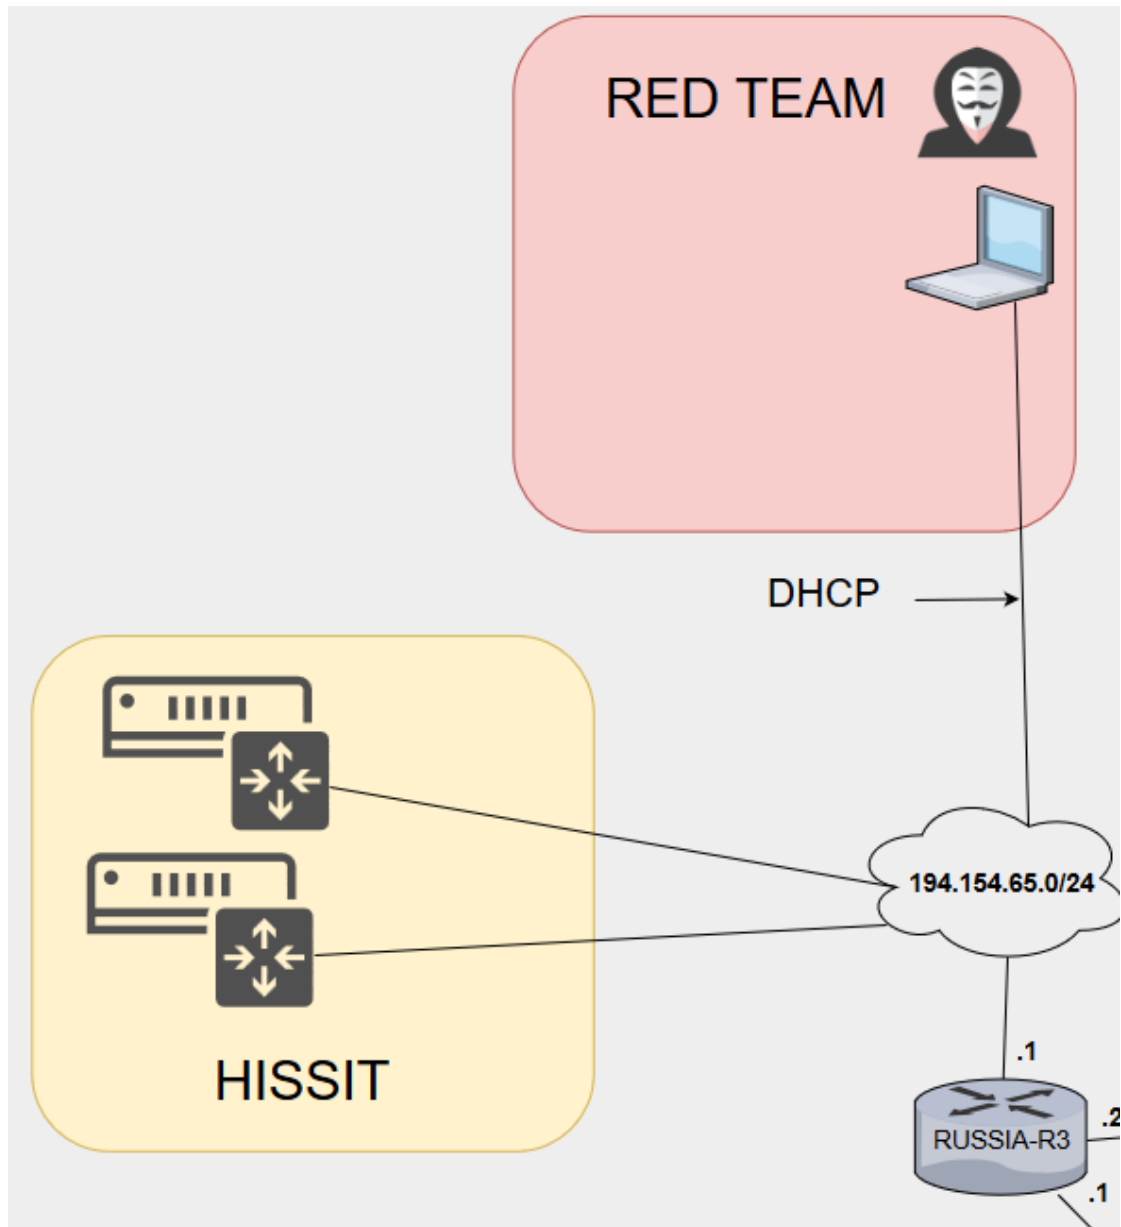 RED TEAM
DHCP
194.154.65.0/24
HISSIT
.1
RUSSIA-R3
.2
.1